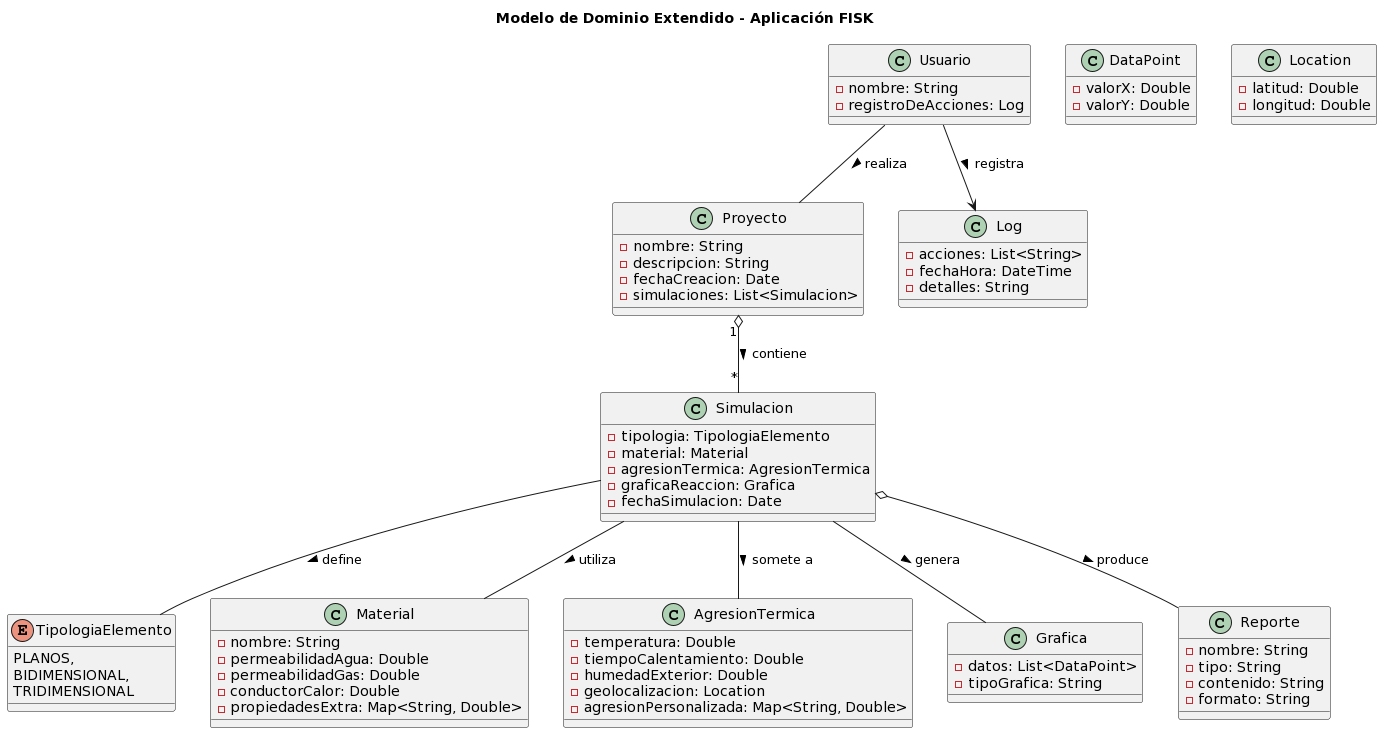 Modelo de Dominio Extendido - Aplicación FISK
C Usuario
nombre: String
registroDeAcciones: Log
C DataPoint
valorX: Double
valorY: Double
C Location
latitud: Double
longitud: Double
realiza
registra
C Proyecto
nombre: String
descripcion: String
fechaCreacion: Date
simulaciones: List<Simulacion>
C Log
acciones: List<String>
fechaHora: DateTime
detalles: String
1
contiene
*
C Simulacion
tipologia: TipologiaElemento
material: Material
agresionTermica: AgresionTermica
graficaReaccion: Grafica
fechaSimulacion: Date
define
utiliza
somete a
genera
produce
E TipologiaElemento
PLANOS,
BIDIMENSIONAL,
TRIDIMENSIONAL
C Material
nombre: String
permeabilidadAgua: Double
permeabilidadGas: Double
conductorCalor: Double
propiedadesExtra: Map<String, Double>
C AgresionTermica
temperatura: Double
tiempoCalentamiento: Double
humedadExterior: Double
geolocalizacion: Location
agresionPersonalizada: Map<String, Double>
C Grafica
datos: List<DataPoint>
tipoGrafica: String
C Reporte
nombre: String
tipo: String
contenido: String
formato: String